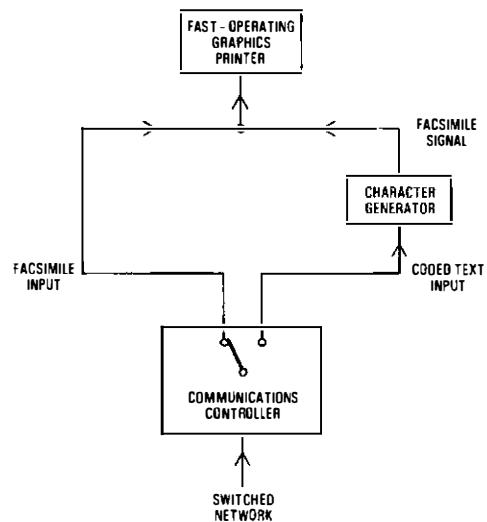 FAST-OPERATING
GRAPHICS
PRINTER
FACSIMILE
SIGNAL
CHARACTER
GENERATOR
FACSIMILE
INPUT
CODED TEXT
INPUT
COMMUNICATIONS
CONTROLLER
SWITCHED
NETWORK